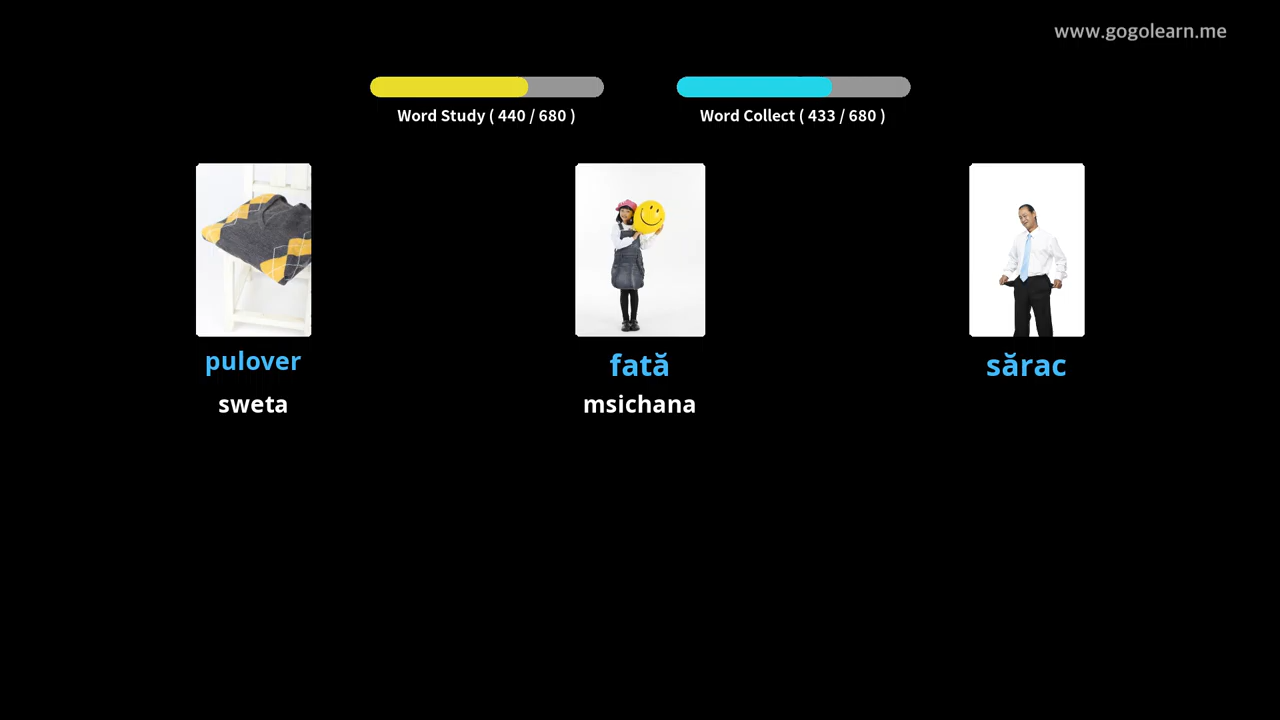 www.gogolearn.me
Word Study ( 440 / 680 )
Word Collect ( 433 / 680 )
pulover
fată
sărac
sweta
msichana